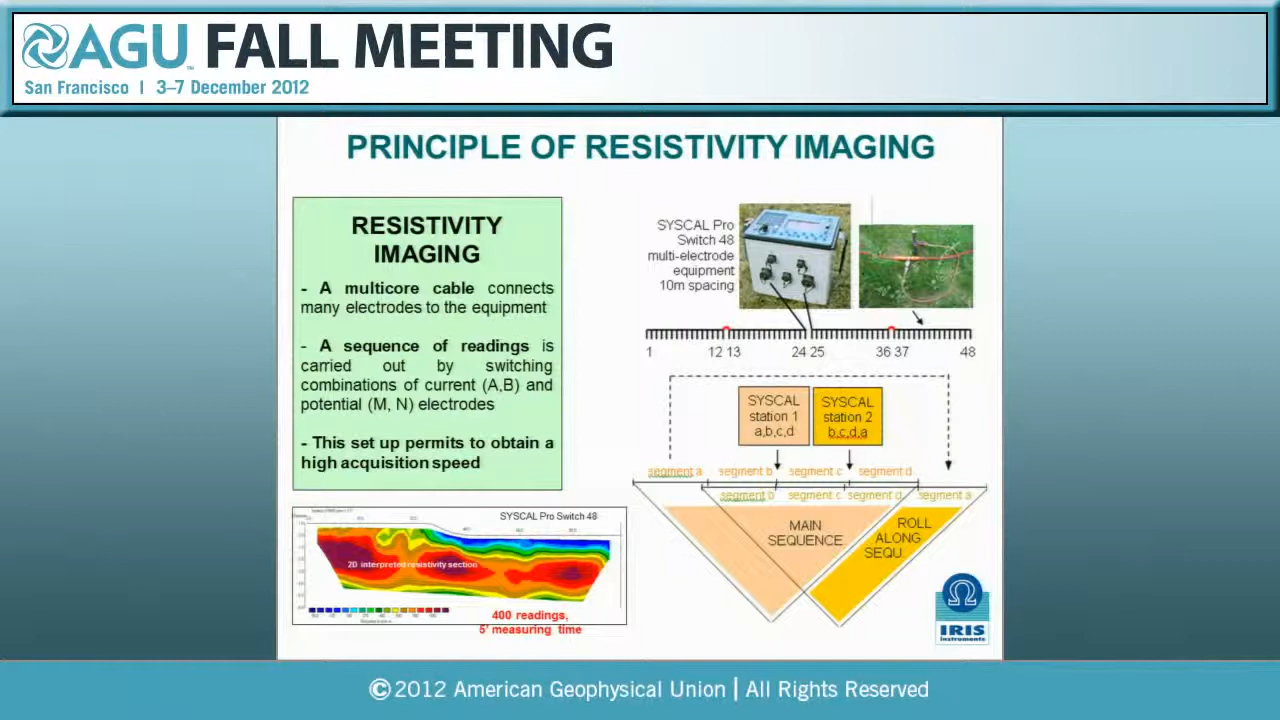 AGU FALL MEETING
San Francisco | 3–7 December 2012
PRINCIPLE OF RESISTIVITY IMAGING
RESISTIVITY
IMAGING
- A multicore cable connects
many electrodes to the equipment
- A sequence of readings is
carried out by switching
combinations of current (A,B) and
potential (M, N) electrodes
- This set up permits to obtain a
high acquisition speed
SYSCAL Pro
Switch 48
multi-electrode
equipment
10m spacing
1 12 13 24 25 36 37 48
SYSCAL
station 1
a,b,c,d
SYSCAL
station 2
b,c,d,a
segment a segment b segment c segment d
segment b segment c segment d segment a
MAIN
SEQUENCE
ROLL
ALONG
SEQU
SYSCAL Pro Switch 48
2D interpreted resistivity section
400 readings,
5' measuring time
IRIS
Instruments
©2012 American Geophysical Union | All Rights Reserved